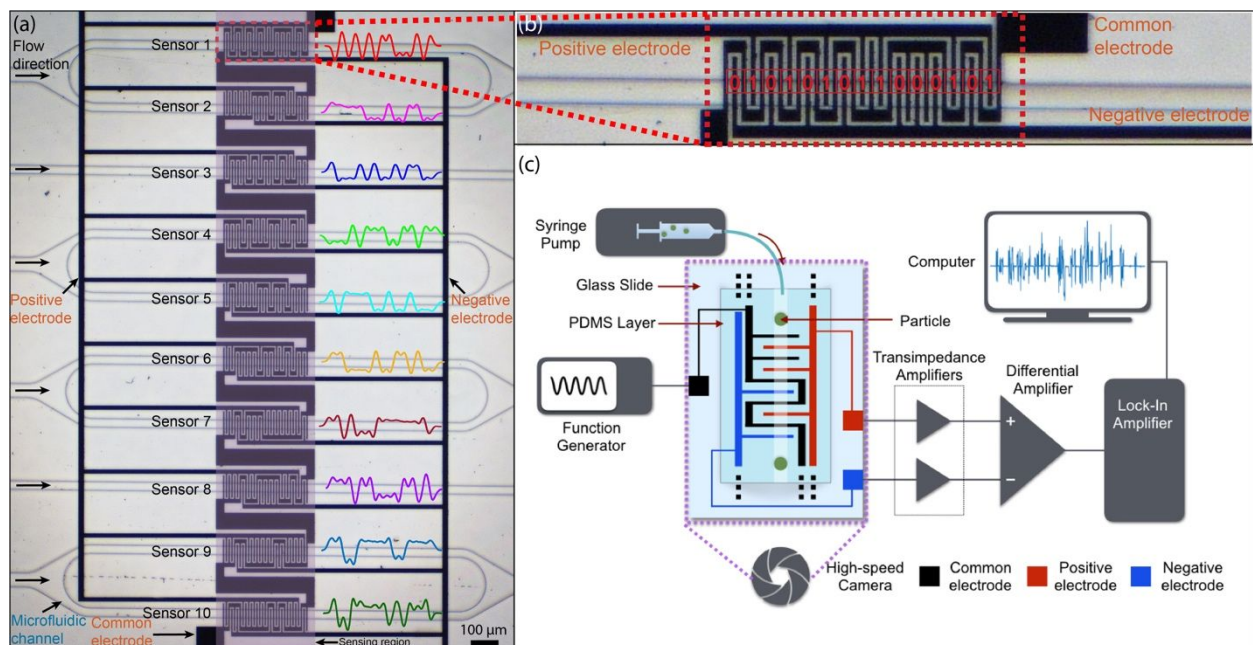 (a)
Flow
direction
Sensor 1
Sensor 2
Sensor 3
Sensor 4
Sensor 5
Sensor 6
Sensor 7
Sensor 8
Sensor 9
Sensor 10
Positive
electrode
Negative
electrode
Microfluidic
channel
Common
electrode
Sensing region
100 μm
(b)
Positive electrode
Common
electrode
0 1 0 1 0 1 0 1 1 0 0 0 1 0 1
Negative electrode
(c)
Syringe
Pump
Glass Slide
PDMS Layer
Particle
Computer
Function
Generator
Transimpedance
Amplifiers
Differential
Amplifier
+
−
Lock-In
Amplifier
High-speed
Camera
Common
electrode
Positive
electrode
Negative
electrode